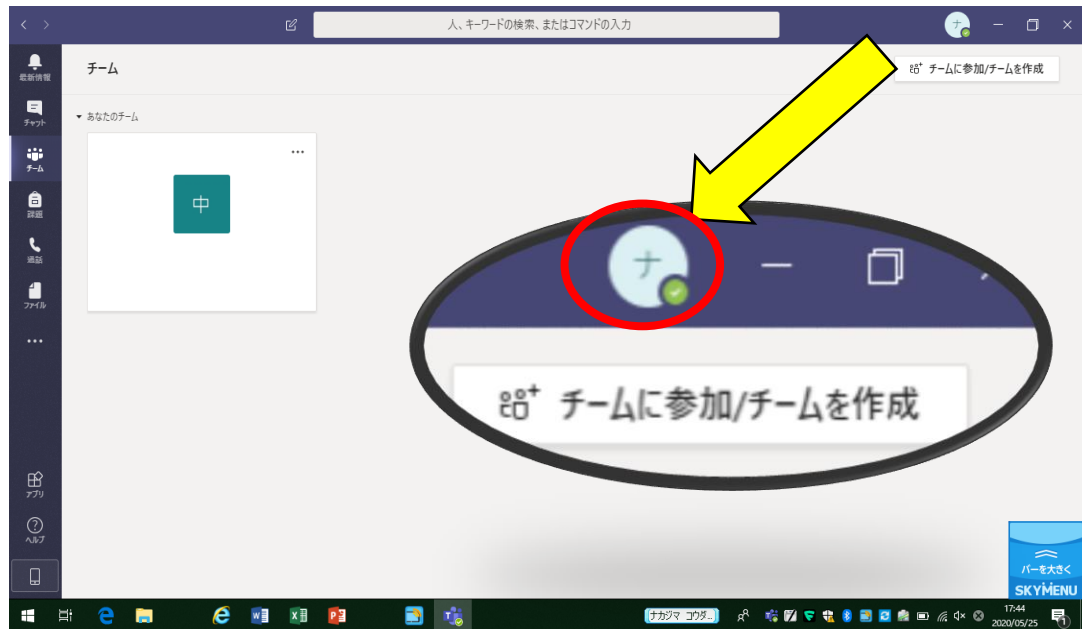 人、キーワードの検索、またはコマンドの入力
ナ
最新情報
チーム
チームに参加/チームを作成
チャット
あなたのチーム
チーム
中
課題
通話
ファイル
ナ
チームに参加/チームを作成
アプリ
ヘルプ
バーを大きく
SKYMENU
ナカジマ コウダ...
17:44
2020/05/25